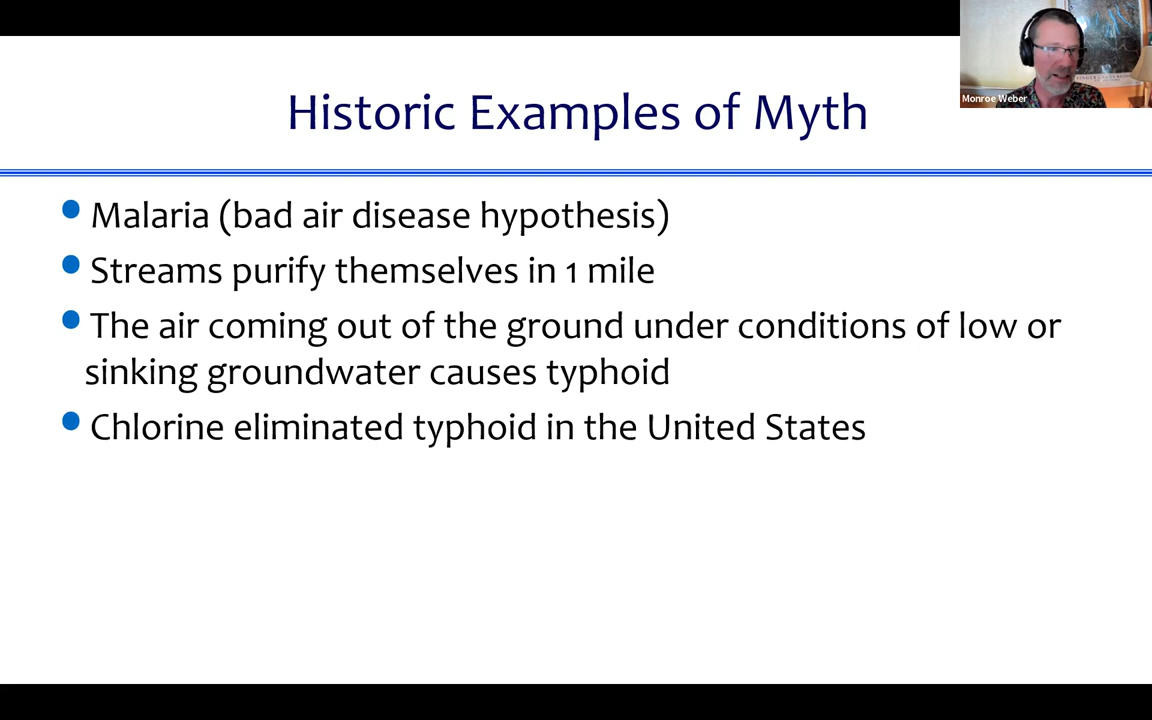 Historic Examples of Myth
Monroe Weber
Malaria (bad air disease hypothesis)
Streams purify themselves in 1 mile
The air coming out of the ground under conditions of low or
sinking groundwater causes typhoid
Chlorine eliminated typhoid in the United States